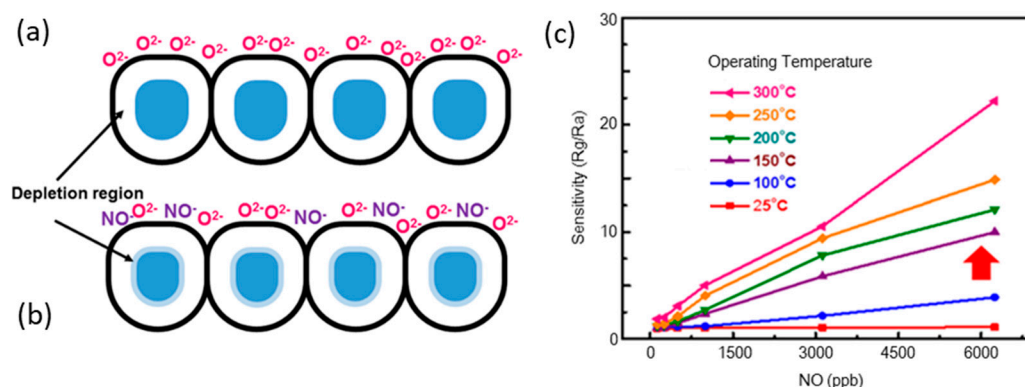 (a)
O²⁻ O²⁻ O²⁻ O²⁻ O²⁻ O²⁻ O²⁻ O²⁻ O²⁻ O²⁻ O²⁻ O²⁻ O²⁻
Depletion region
NO⁻ O²⁻ NO⁻ O²⁻ O²⁻ O²⁻ NO⁻ O²⁻ NO⁻ O²⁻ O²⁻ NO⁻ O²⁻
(b)
(c)
Operating Temperature
300°C
250°C
200°C
150°C
100°C
25°C
Sensitivity (Rg/Ra)
30
20
10
0
0 1500 3000 4500 6000
NO (ppb)